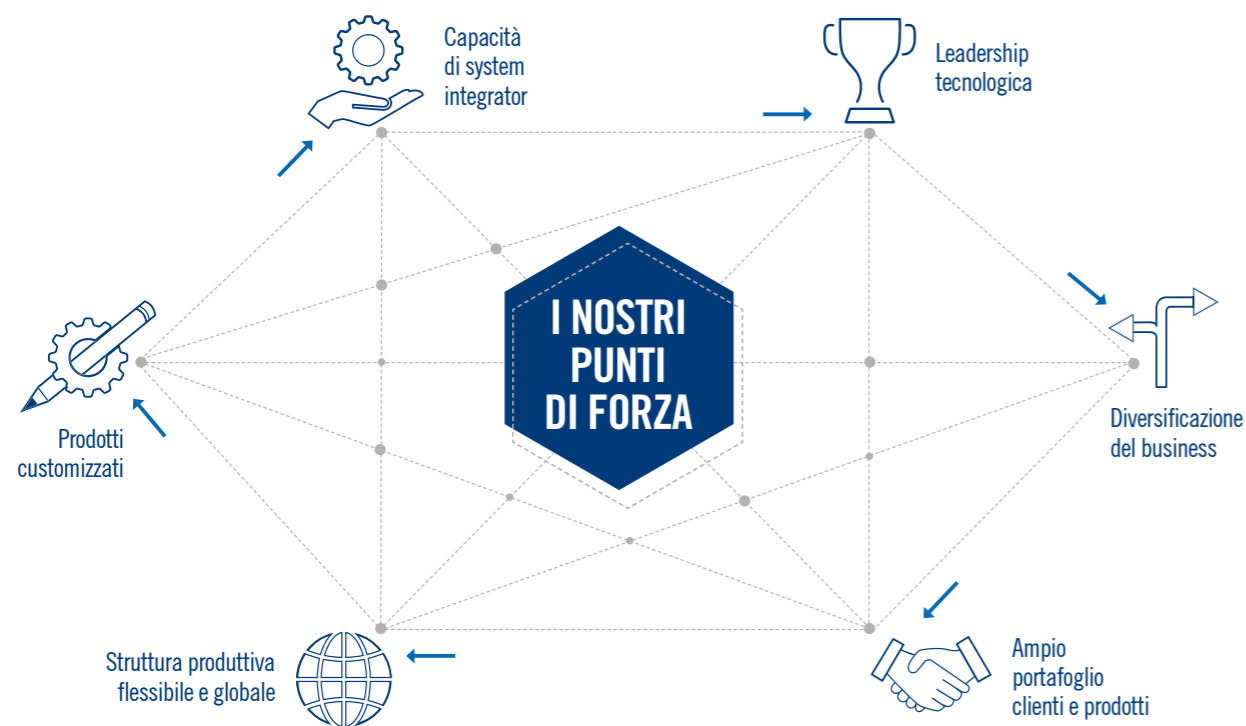 Capacità
di system
integrator
Leadership
tecnologica
I NOSTRI
PUNTI
DI FORZA
Prodotti
customizzati
Diversificazione
del business
Struttura produttiva
flessibile e globale
Ampio
portafoglio
clienti e prodotti